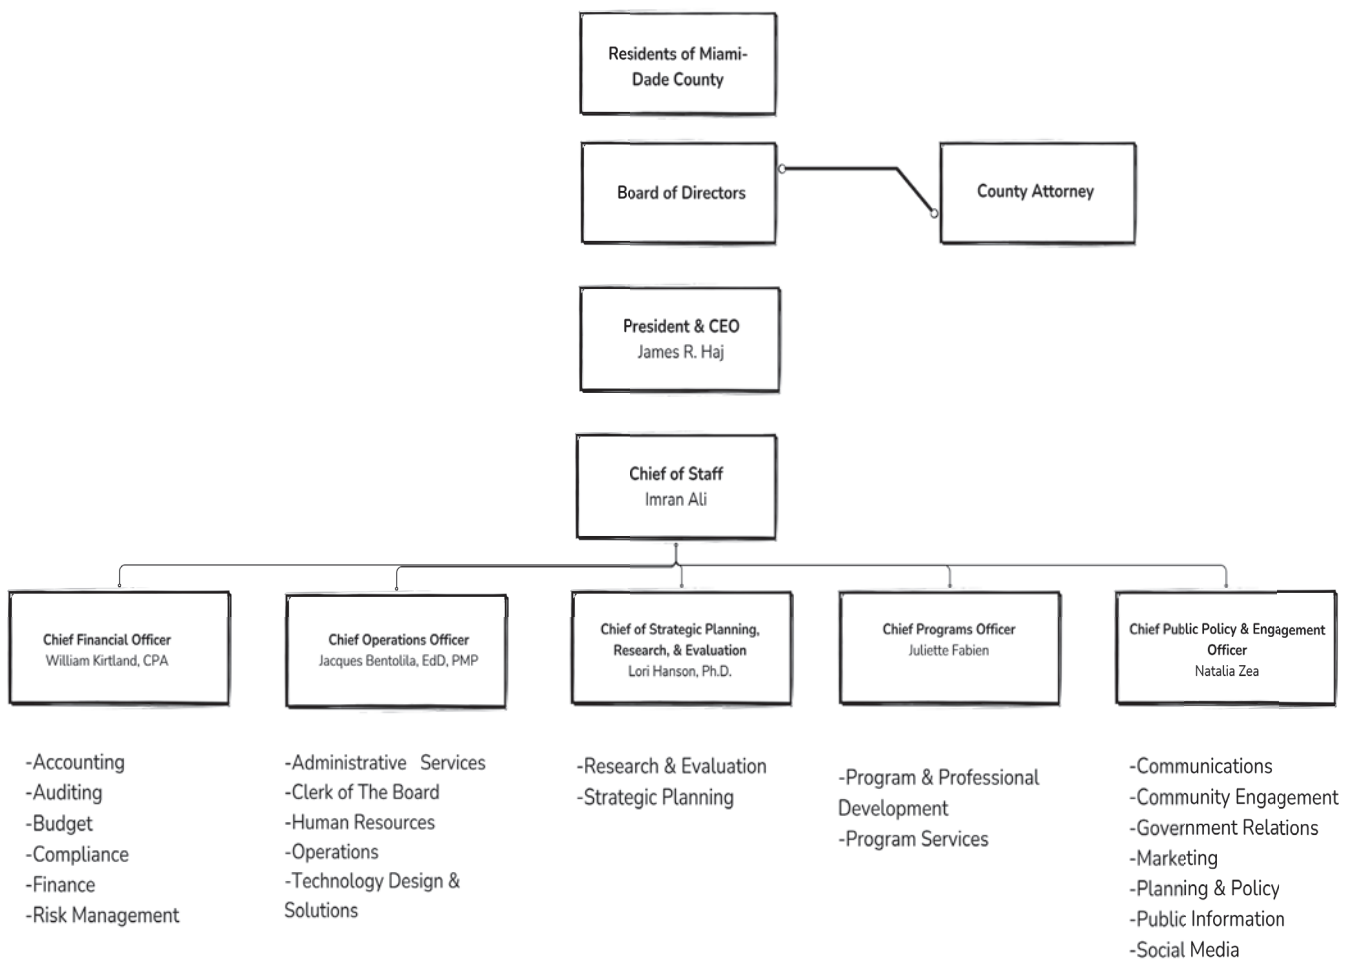 Residents of Miami-
Dade County
Board of Directors
County Attorney
President & CEO
James R. Haj
Chief of Staff
Imran Ali
Chief Financial Officer
William Kirtland, CPA
Chief Operations Officer
Jacques Bentolila, EdD, PMP
Chief of Strategic Planning,
Research, & Evaluation
Lori Hanson, Ph.D.
Chief Programs Officer
Juliette Fabien
Chief Public Policy & Engagement
Officer
Natalia Zea
-Accounting
-Auditing
-Budget
-Compliance
-Finance
-Risk Management
-Administrative Services
-Clerk of The Board
-Human Resources
-Operations
-Technology Design &
Solutions
-Research & Evaluation
-Strategic Planning
-Program & Professional
Development
-Program Services
-Communications
-Community Engagement
-Government Relations
-Marketing
-Planning & Policy
-Public Information
-Social Media